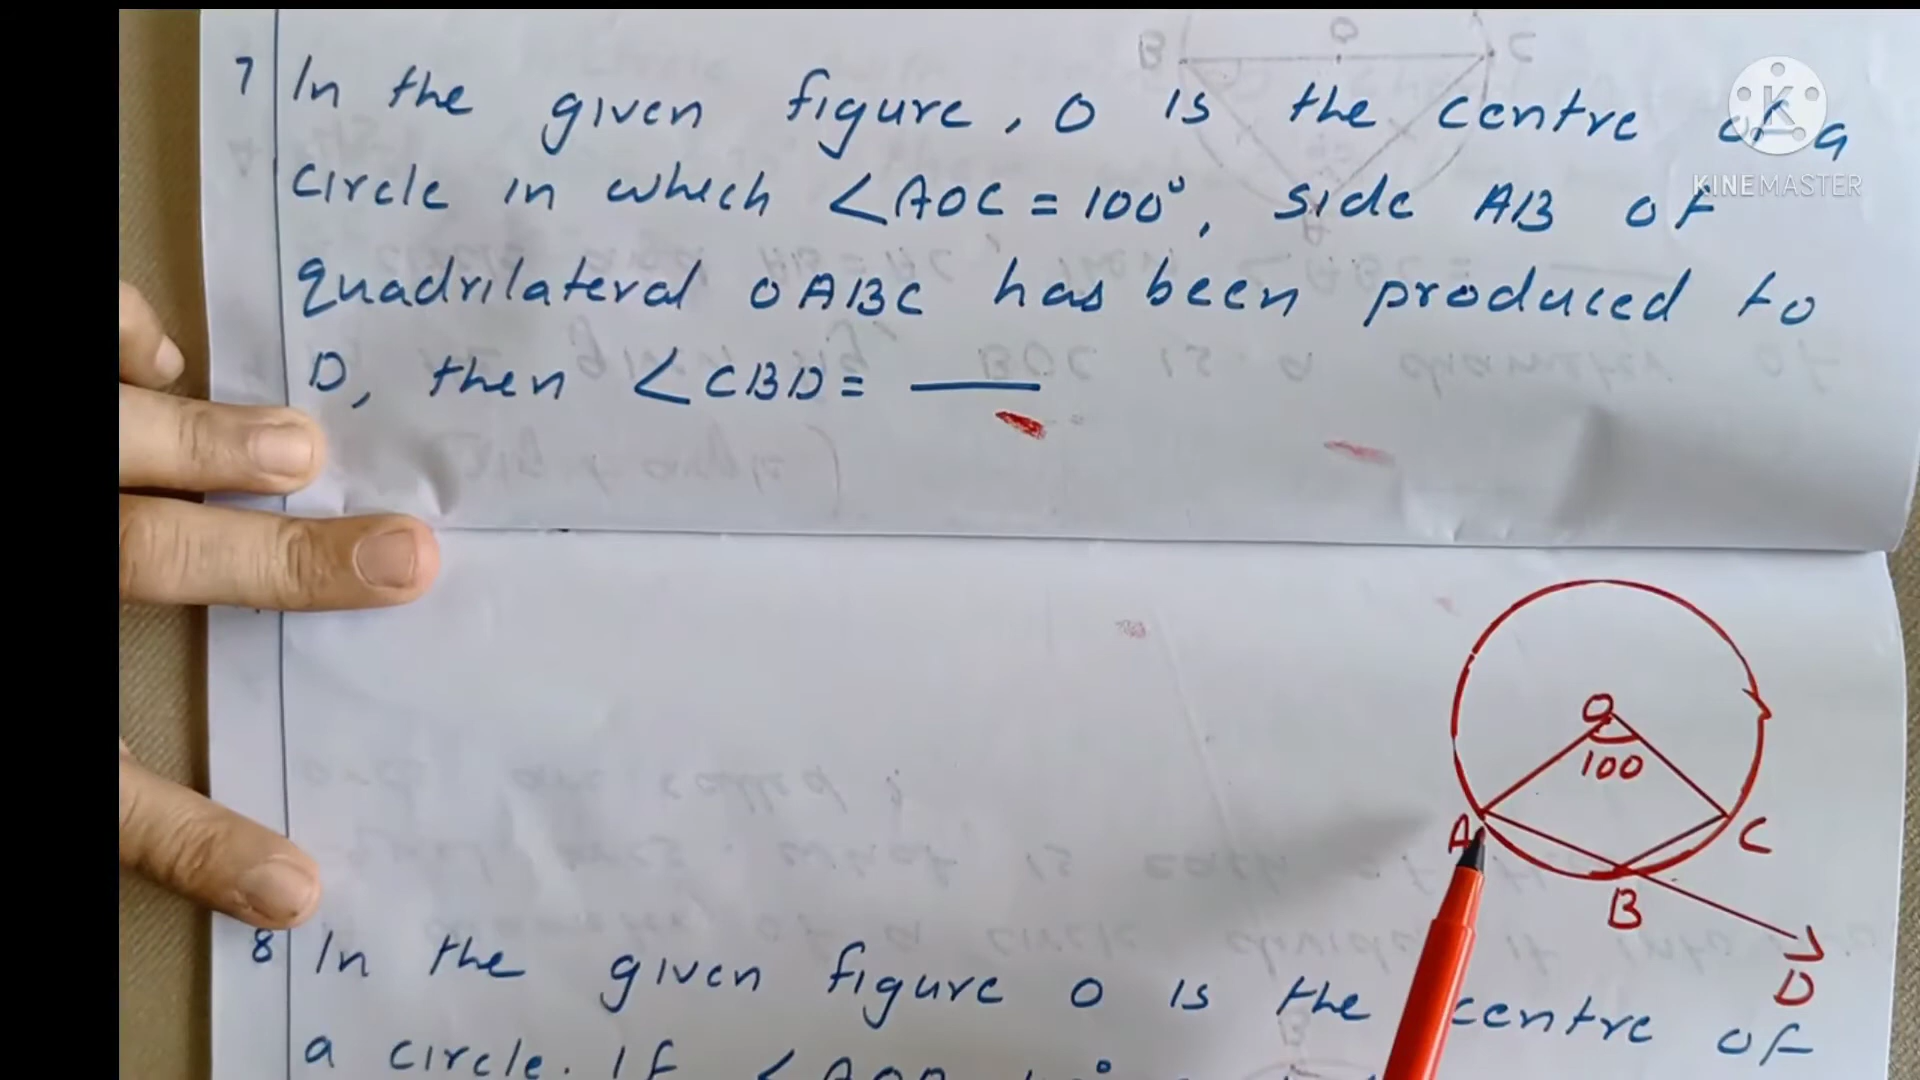 7 In the given figure, O is the centre of a
circle in which ∠AOC = 100°, side AB of
quadrilateral OABC has been produced to
D, then ∠CBD = ____
K
KINEMASTER
O
100
A
C
B
D
8 In the given figure O is the centre of
a circle. If